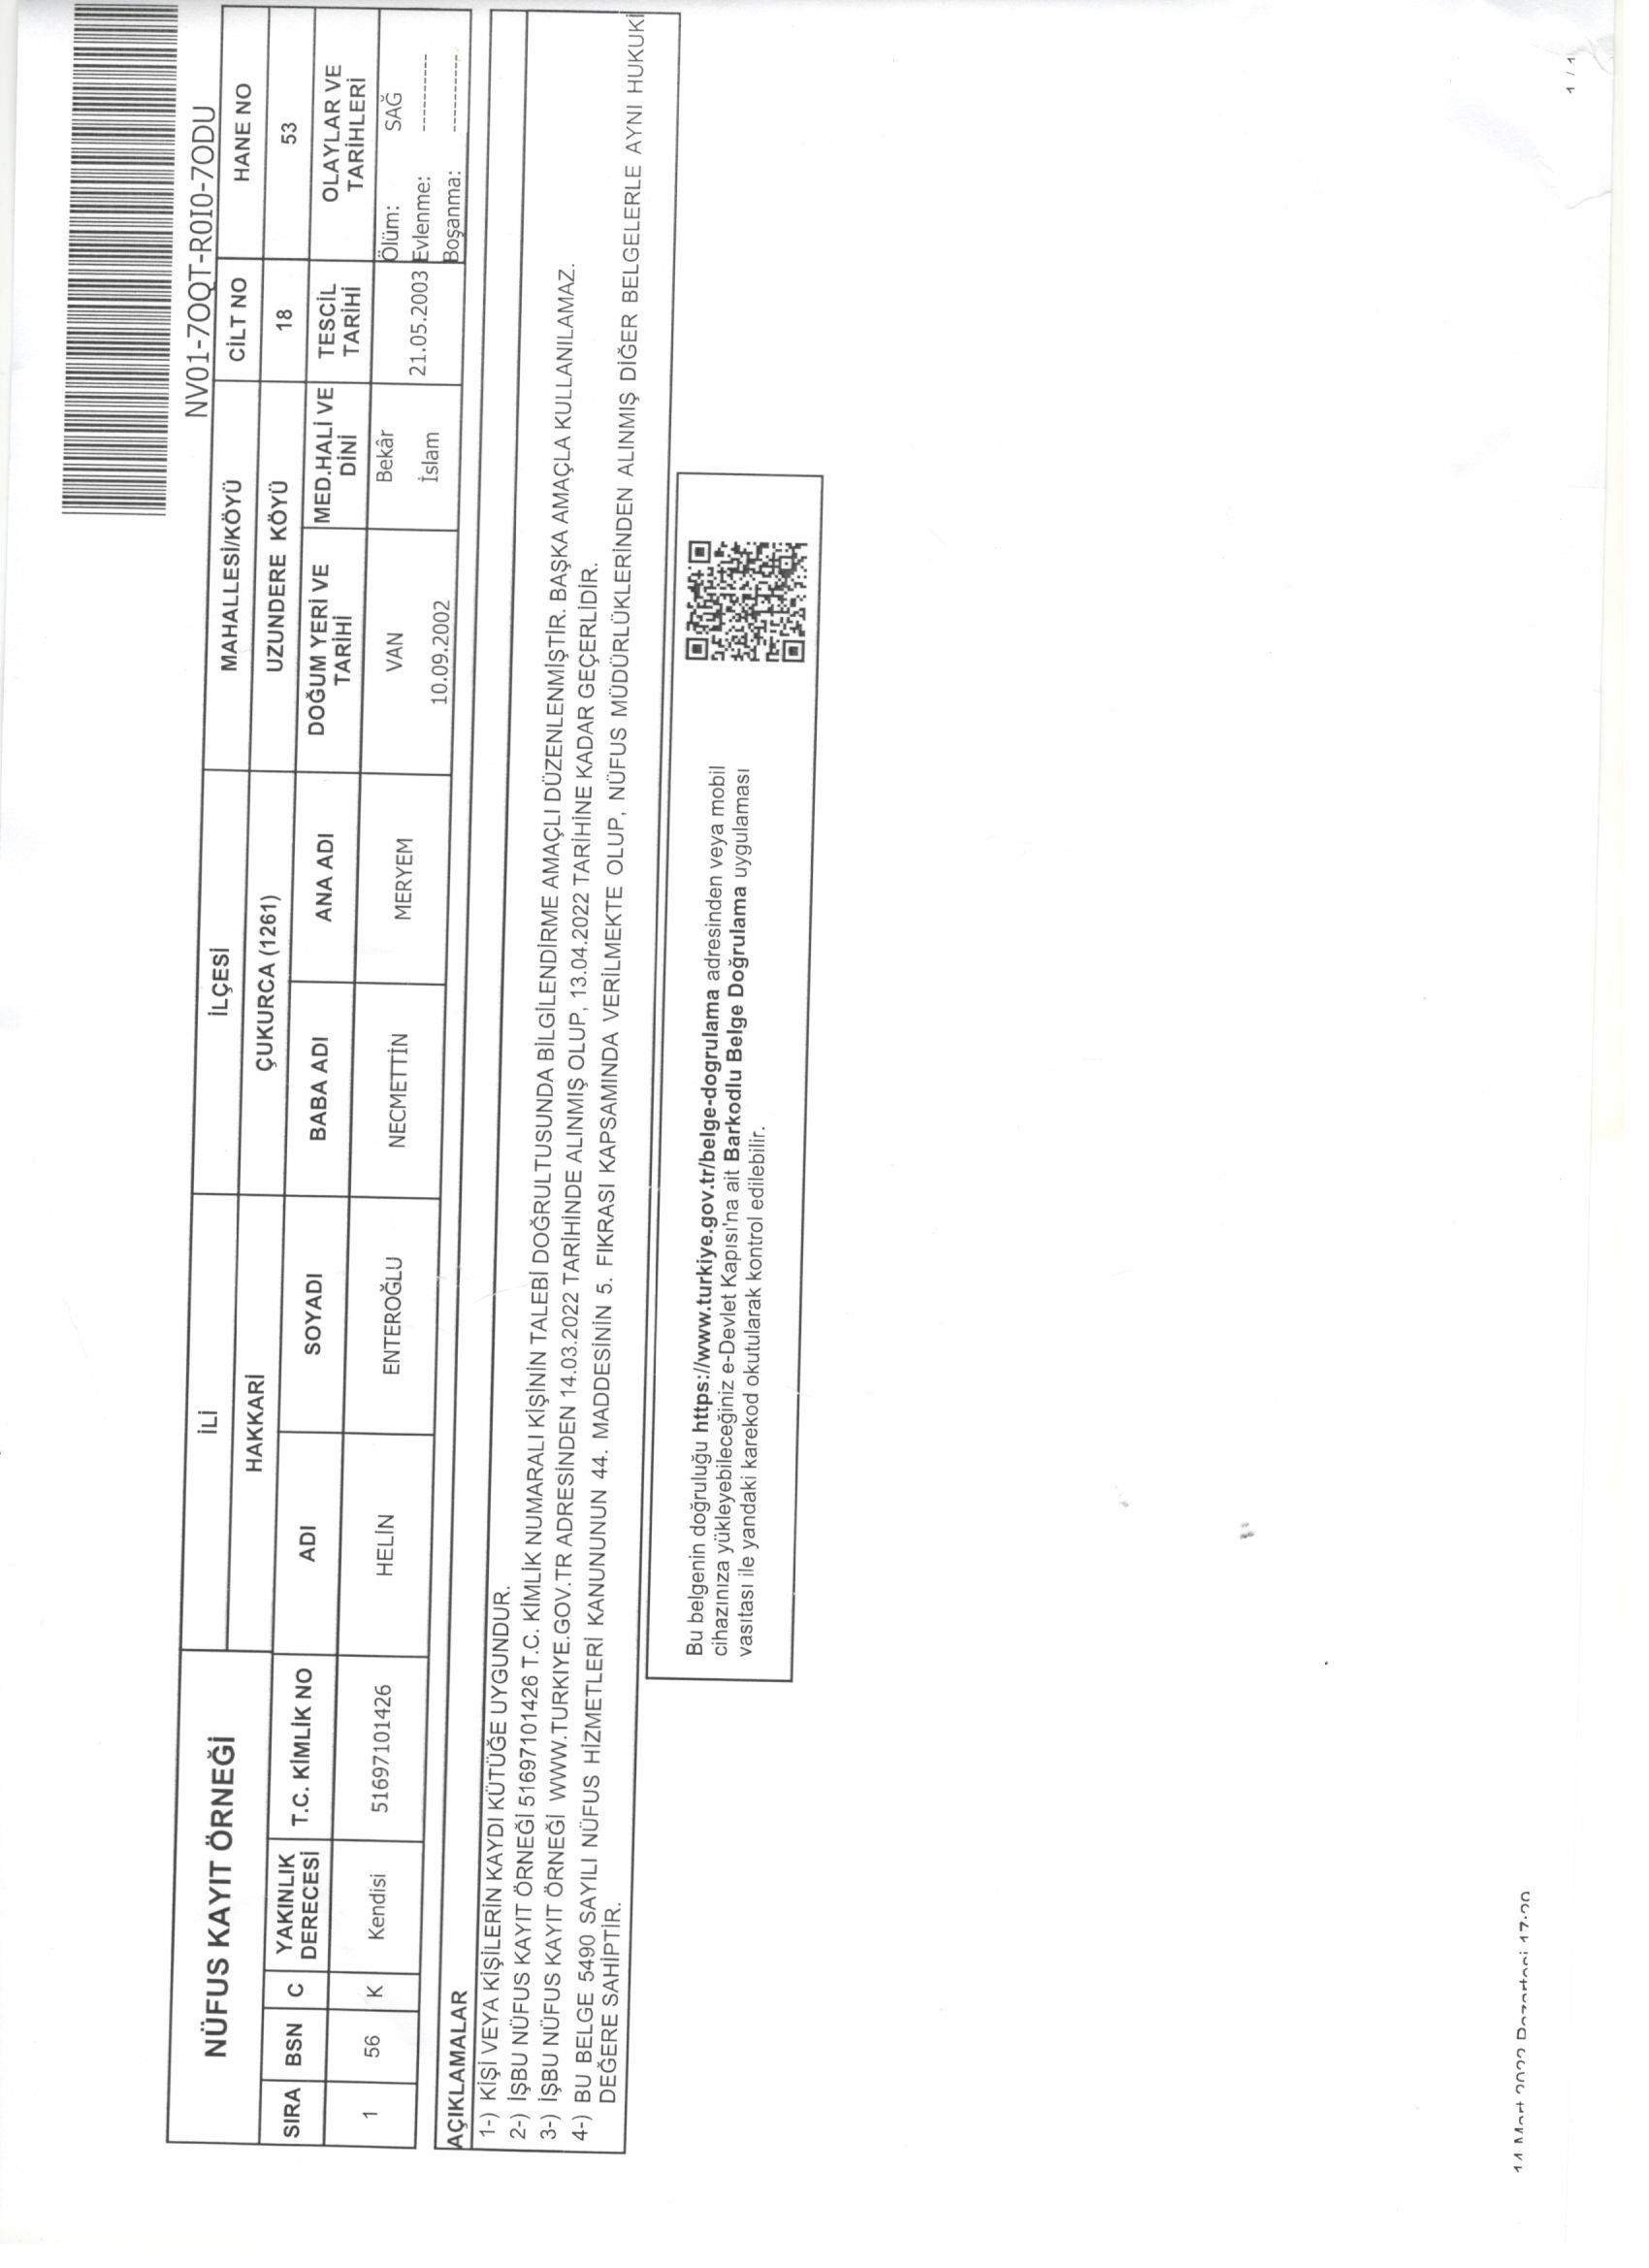 NV01-7OQT-R0I0-7ODU
NÜFUS KAYIT ÖRNEĞİ
İLİ İLÇESİ MAHALLESİ/KÖYÜ CİLT NO HANE NO
HAKKARİ ÇUKURCA (1261) UZUNDERE KÖYÜ 18 53
SIRA BSN C YAKINLIK DERECESİ T.C. KİMLİK NO ADI SOYADI BABA ADI ANA ADI DOĞUM YERİ VE TARİHİ MED.HALİ VE DİNİ TESCİL TARİHİ OLAYLAR VE TARİHLERİ
1 56 K Kendisi 51697101426 HELİN ENTEROĞLU NECMETTİN MERYEM VAN 10.09.2002 Bekâr İslam 21.05.2003
Ölüm: SAĞ
Evlenme: ----------
Boşanma: ----------
AÇIKLAMALAR
1-) KİŞİ VEYA KİŞİLERİN KAYDI KÜTÜĞE UYGUNDUR.
2-) İŞBU NÜFUS KAYIT ÖRNEĞİ 51697101426 T.C. KİMLİK NUMARALI KİŞİNİN TALEBİ DOĞRULTUSUNDA BİLGİLENDİRME AMAÇLI DÜZENLENMİŞTİR. BAŞKA AMAÇLA KULLANILAMAZ.
3-) İŞBU NÜFUS KAYIT ÖRNEĞİ WWW.TURKIYE.GOV.TR ADRESİNDEN 14.03.2022 TARİHİNDE ALINMIŞ OLUP, 13.04.2022 TARİHİNE KADAR GEÇERLİDİR.
4-) BU BELGE 5490 SAYILI NÜFUS HİZMETLERİ KANUNUNUN 44. MADDESİNİN 5. FIKRASI KAPSAMINDA VERİLMEKTE OLUP, NÜFUS MÜDÜRLÜKLERİNDEN ALINMIŞ DİĞER BELGELERLE AYNI HUKUKİ
DEĞERE SAHİPTİR.
Bu belgenin doğruluğu https://www.turkiye.gov.tr/belge-dogrulama adresinden veya mobil
cihazınıza yükleyebileceğiniz e-Devlet Kapısı'na ait Barkodlu Belge Doğrulama uygulaması
vasıtası ile yandaki karekod okutularak kontrol edilebilir.
14 Mart 2022 Pazartesi
1 / 1